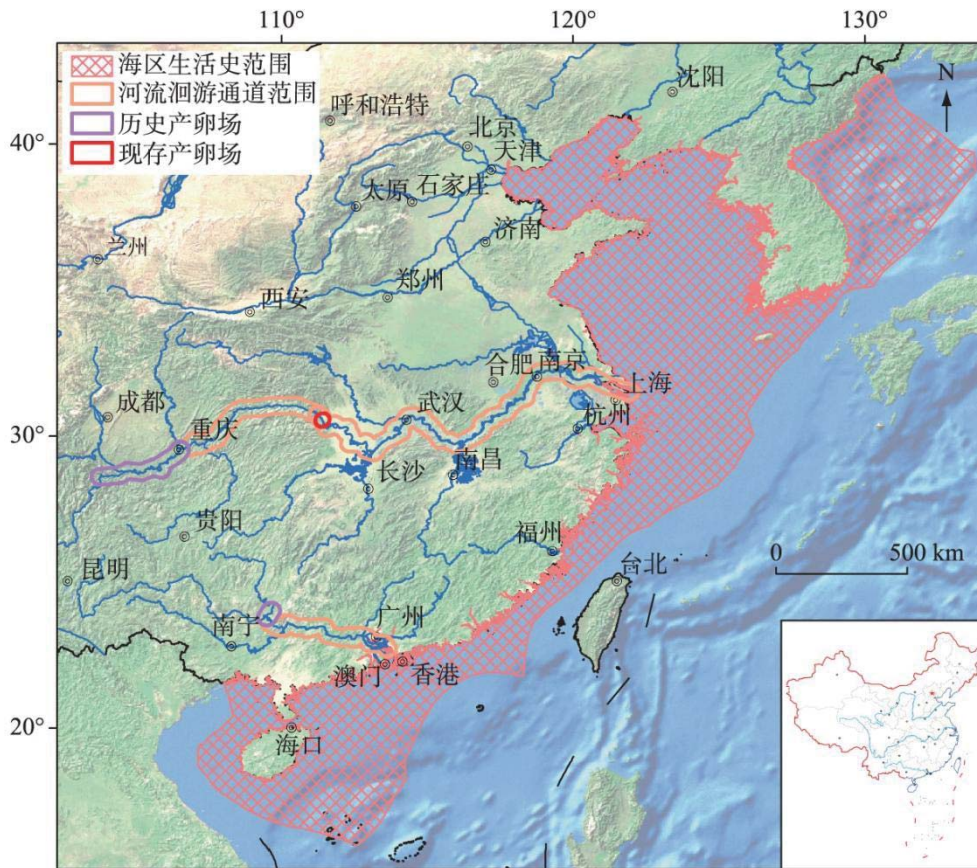 110°
120°
130°
海区生活史范围
河流洄游通道范围
历史产卵场
现存产卵场
N
40°
30°
20°
沈阳
呼和浩特
北京
天津
石家庄
太原
济南
兰州
郑州
西安
合肥
南京
上海
成都
武汉
杭州
重庆
南昌
长沙
贵阳
福州
昆明
台北
0 500 km
南宁
广州
澳门
香港
海口